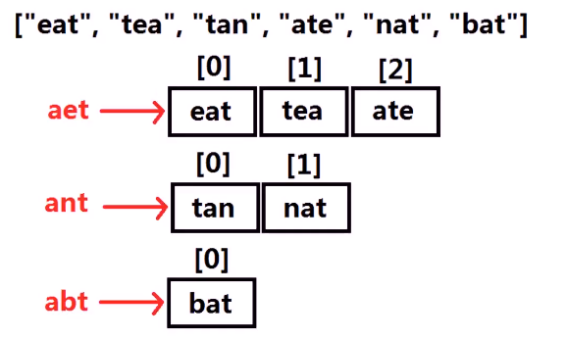 ["eat", "tea", "tan", "ate", "nat", "bat"]
[0] [1] [2]
aet eat tea ate
[0] [1]
ant tan nat
[0]
abt bat